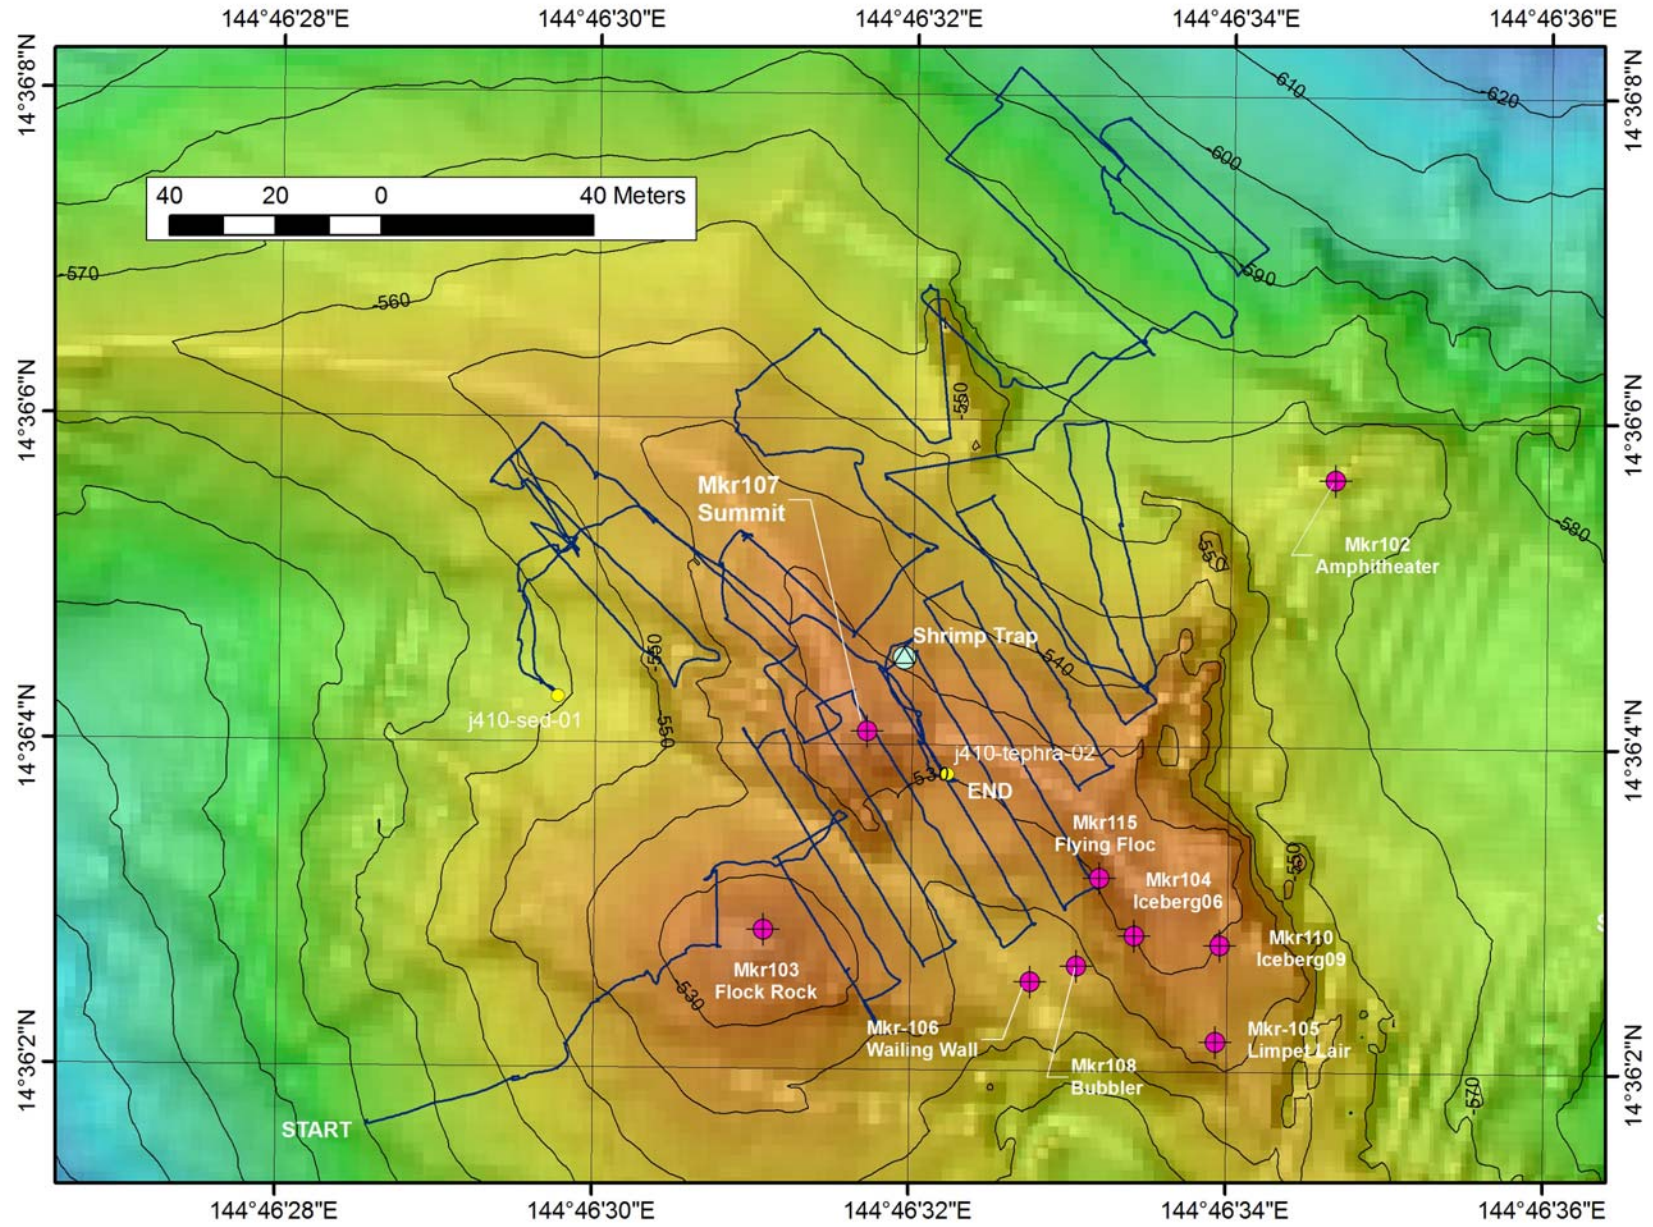 144°46'28"E 144°46'30"E 144°46'32"E 144°46'34"E 144°46'36"E
14°36'8"N
14°36'8"N
-610
-620
-600
40 20 0 40 Meters
-570
-590
-560
14°36'6"N
14°36'6"N
-550
Mkr107
Summit
-580
Mkr102
Amphitheater
-550
Shrimp Trap
-550
-540
j410-sed-01
-550
14°36'4"N
14°36'4"N
j410-tephra-02
-530
END
Mkr115
Flying Floc
-550
Mkr104
Iceberg06
Mkr110
Iceberg09
Mkr103
Flock Rock
-530
Mkr-106
Wailing Wall
Mkr-105
Limpet Lair
Mkr108
Bubbler
14°36'2"N
14°36'2"N
-570
START
144°46'28"E 144°46'30"E 144°46'32"E 144°46'34"E 144°46'36"E